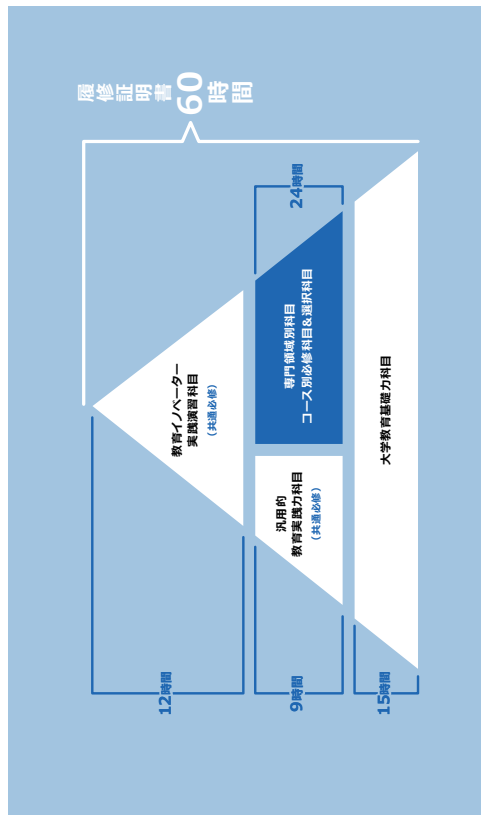 履修証明書60時間
12時間
教育イノベーター
実践演習科目
(共通必修)
9時間
汎用的
教育実践力科目
(共通必修)
24時間
専門領域別科目
コース別必修科目&選択科目
15時間
大学教育基礎力科目